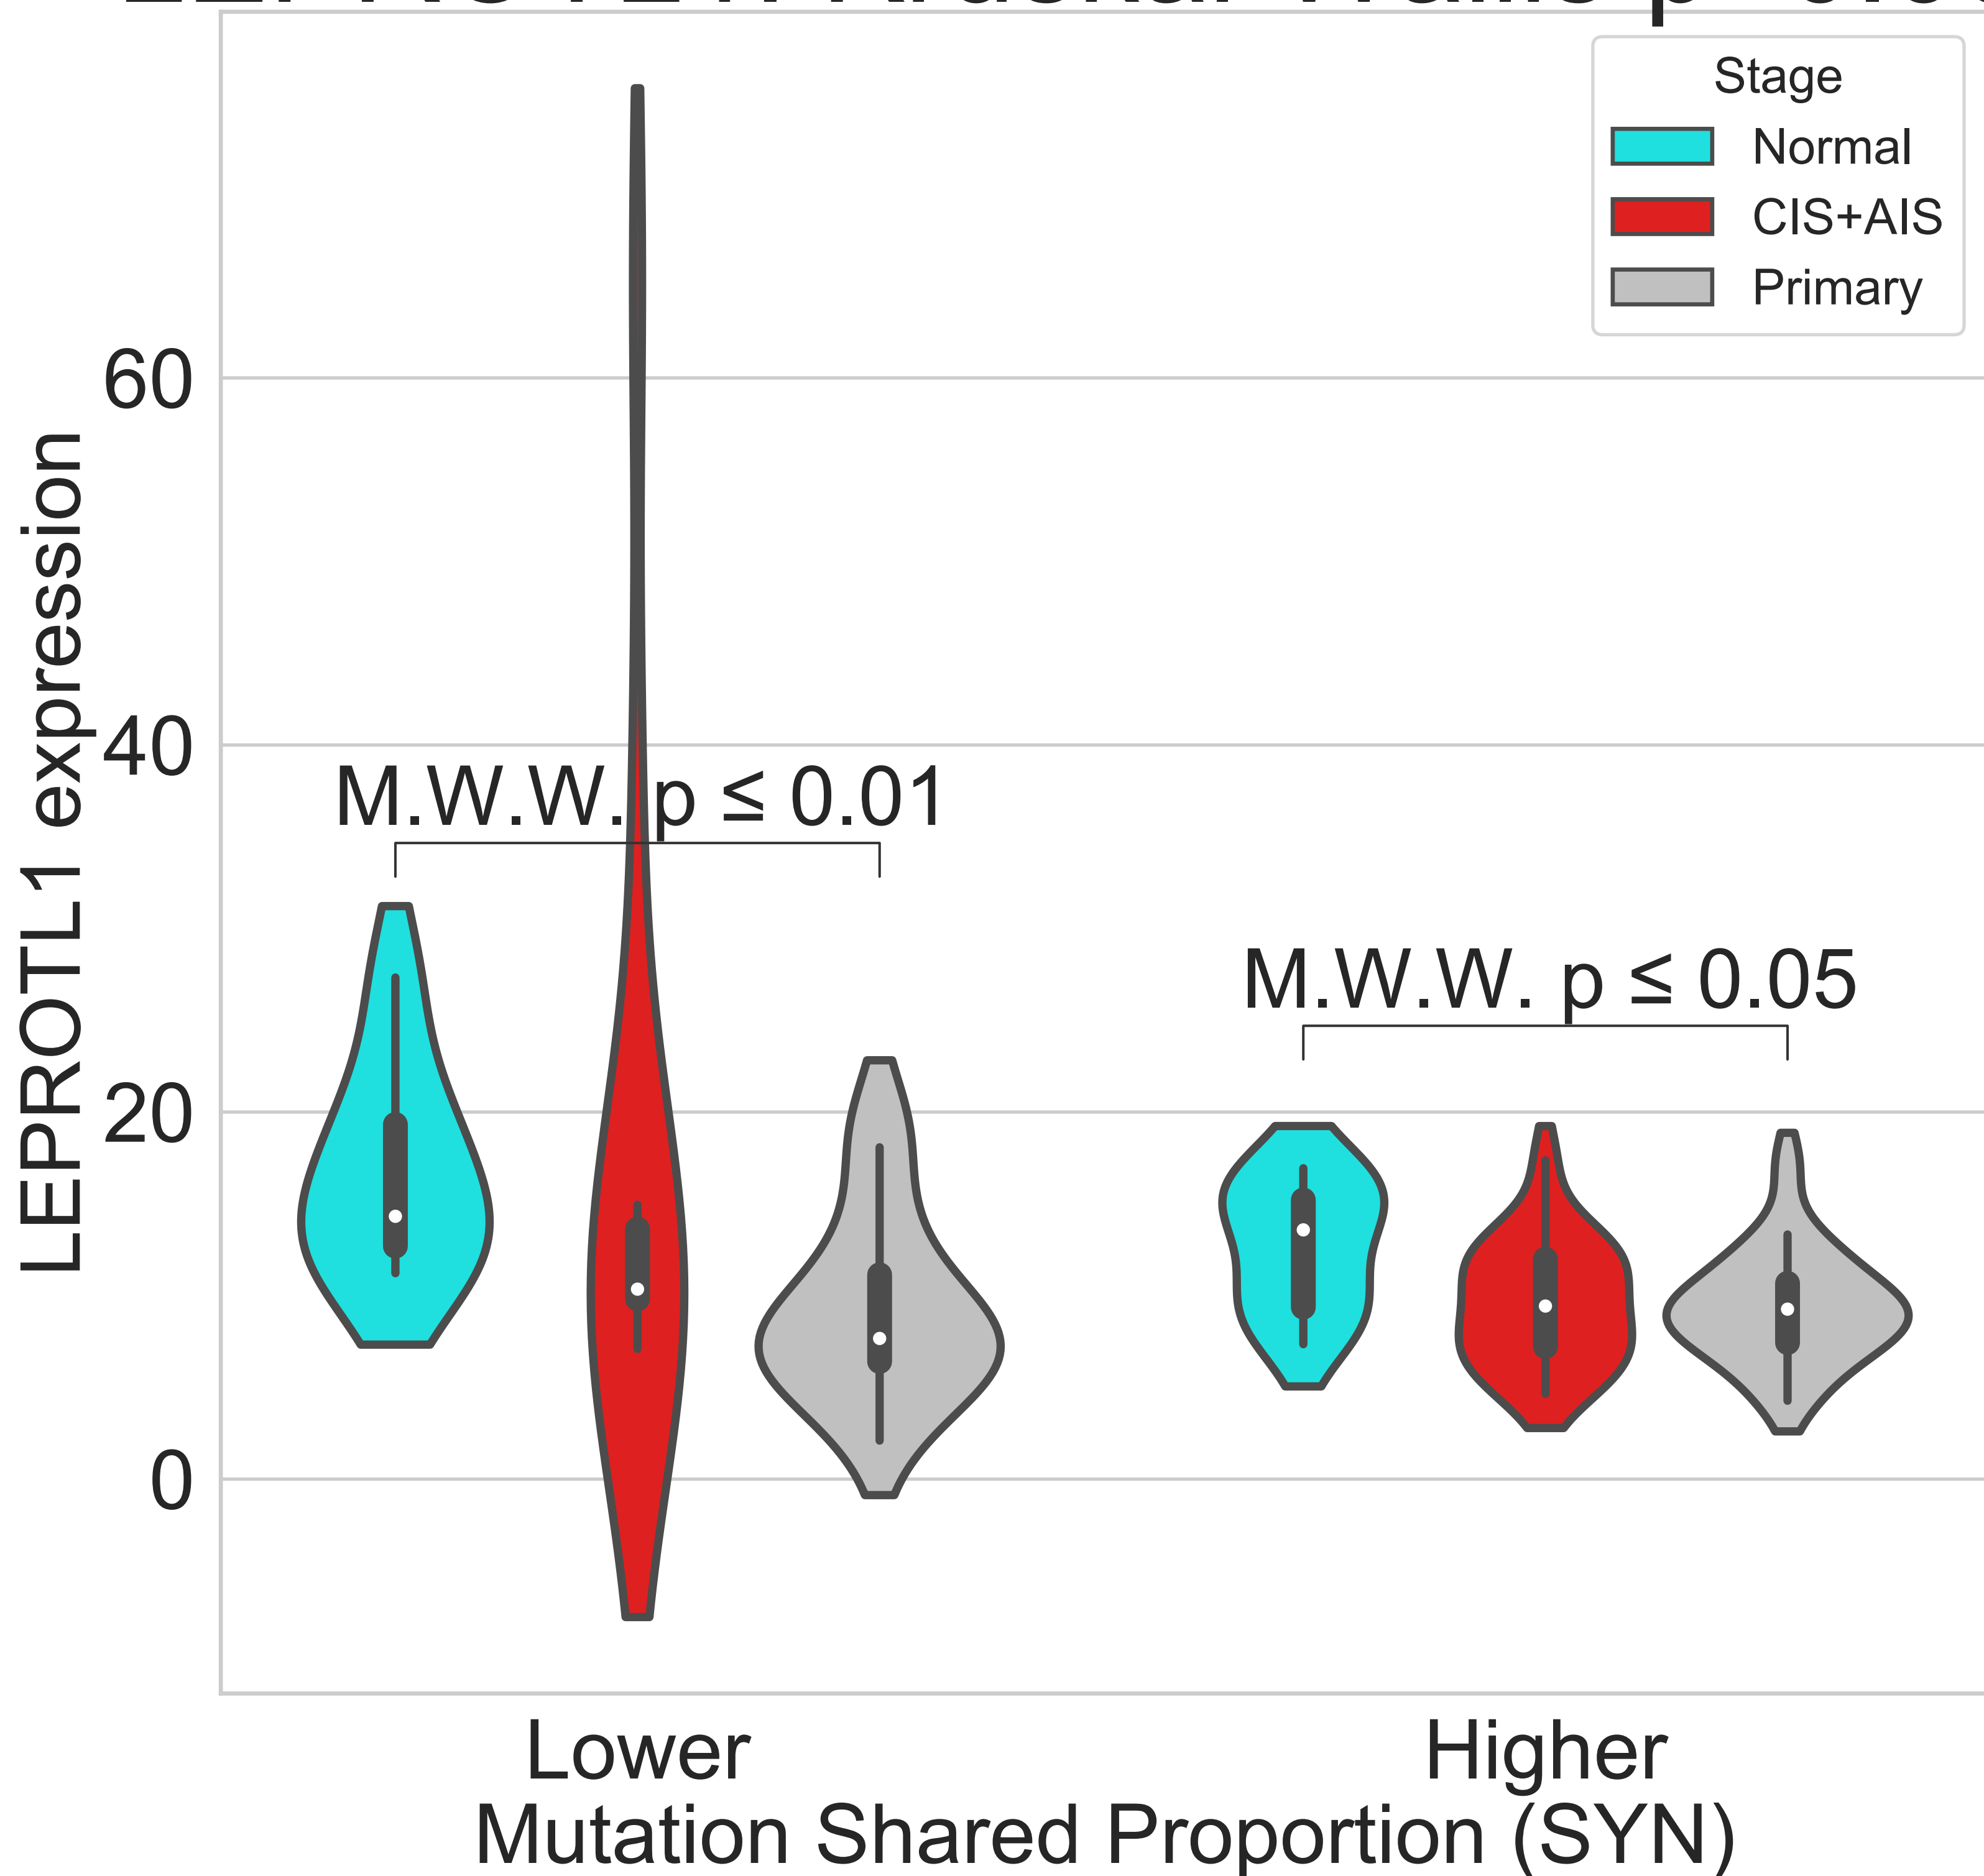 Stage
Normal
CIS+AIS
Primary
60
40
20
0
LEPROTL1 expression
M.W.W. p ≤ 0.01
M.W.W. p ≤ 0.05
Lower
Higher
Mutation Shared Proportion (SYN)